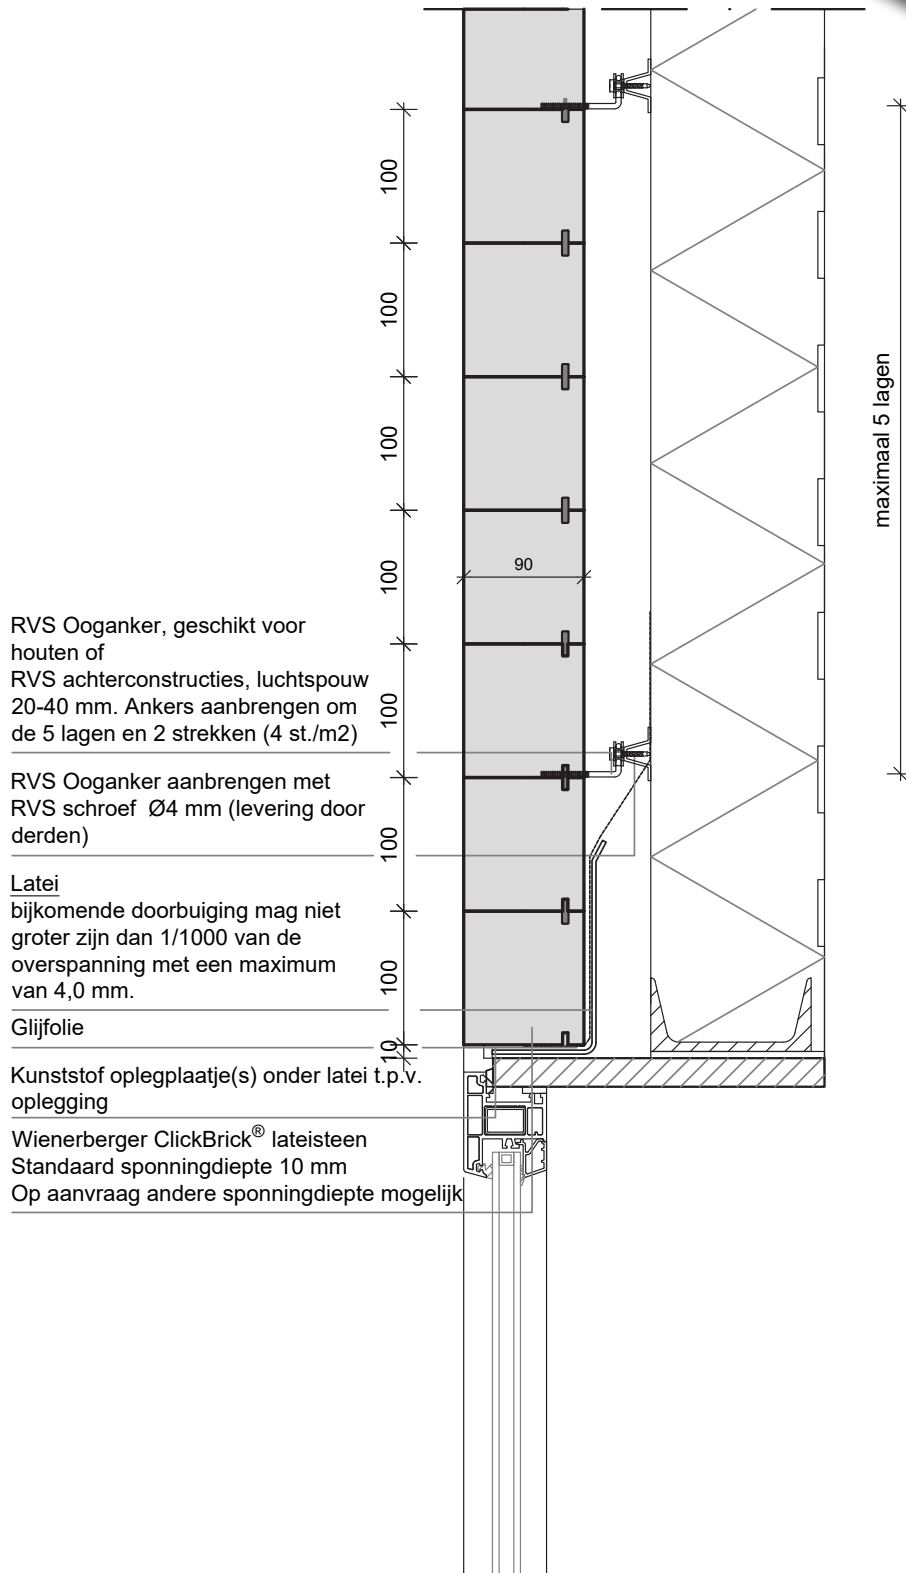 100
100
100
100
100
100
100
10
90
maximaal 5 lagen
RVS Ooganker, geschikt voor
houten of
RVS achterconstructies, luchtspouw
20-40 mm. Ankers aanbrengen om
de 5 lagen en 2 strekken (4 st./m2)
RVS Ooganker aanbrengen met
RVS schroef Ø4 mm (levering door
derden)
Latei
bijkomende doorbuiging mag niet
groter zijn dan 1/1000 van de
overspanning met een maximum
van 4,0 mm.
Glijfolie
Kunststof oplegplaatje(s) onder latei t.p.v.
oplegging
Wienerberger ClickBrick® lateisteen
Standaard sponningdiepte 10 mm
Op aanvraag andere sponningdiepte mogelijk